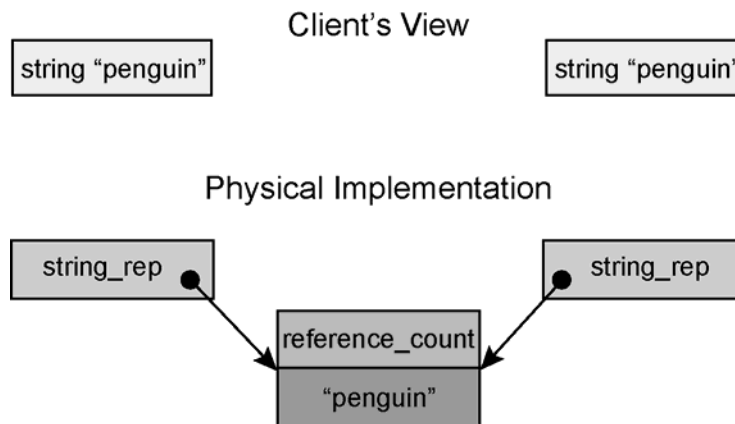 Client's View
string “penguin”
string “penguin”
Physical Implementation
string_rep
string_rep
reference_count
“penguin”